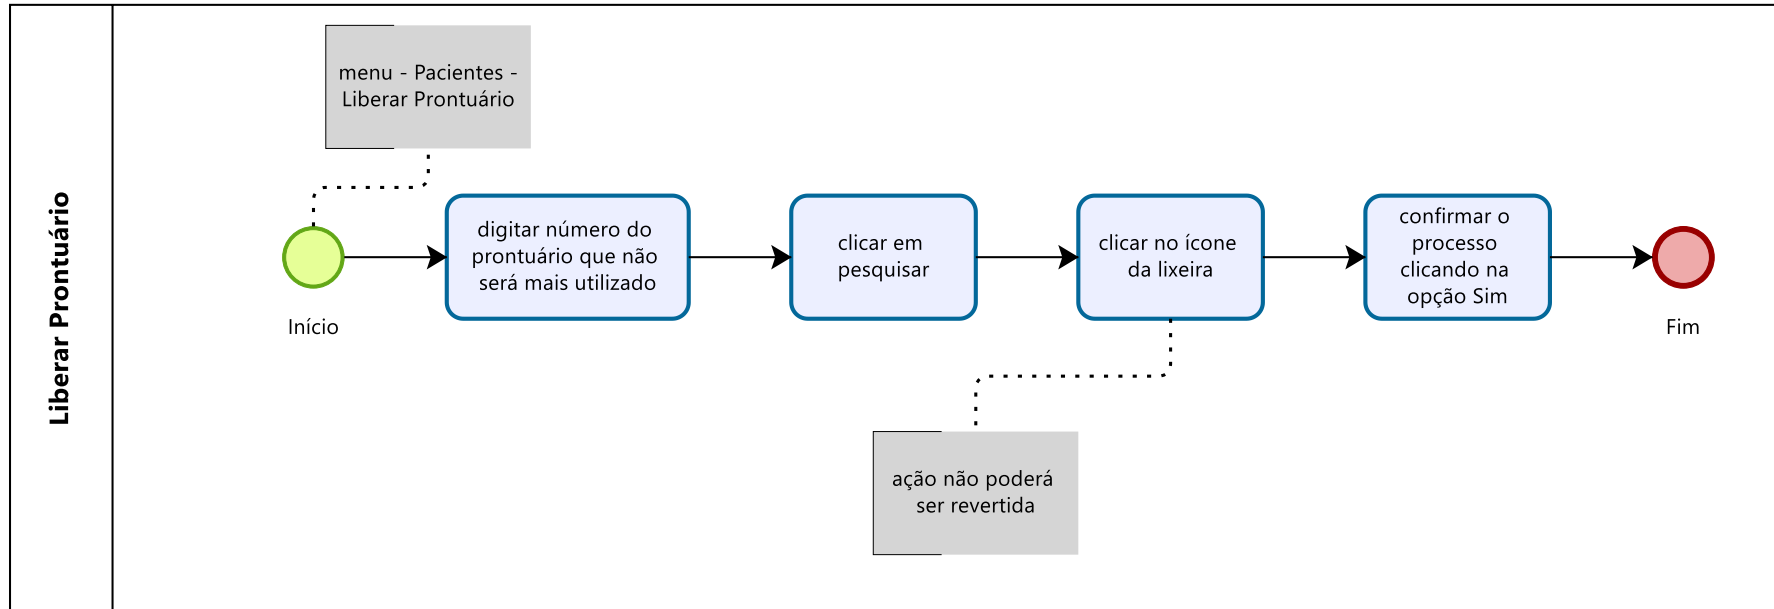 Liberar Prontuário
menu - Pacientes -
Liberar Prontuário
Início
digitar número do
prontuário que não
será mais utilizado
clicar em
pesquisar
clicar no ícone
da lixeira
ação não poderá
ser revertida
confirmar o
processo
clicando na
opção Sim
Fim